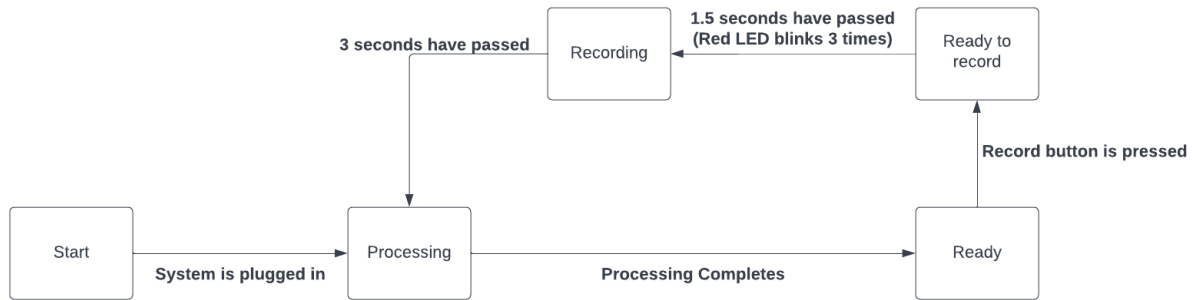 1.5 seconds have passed
(Red LED blinks 3 times)
3 seconds have passed
Recording
Ready to
record
Record button is pressed
Start
Processing
Ready
System is plugged in
Processing Completes